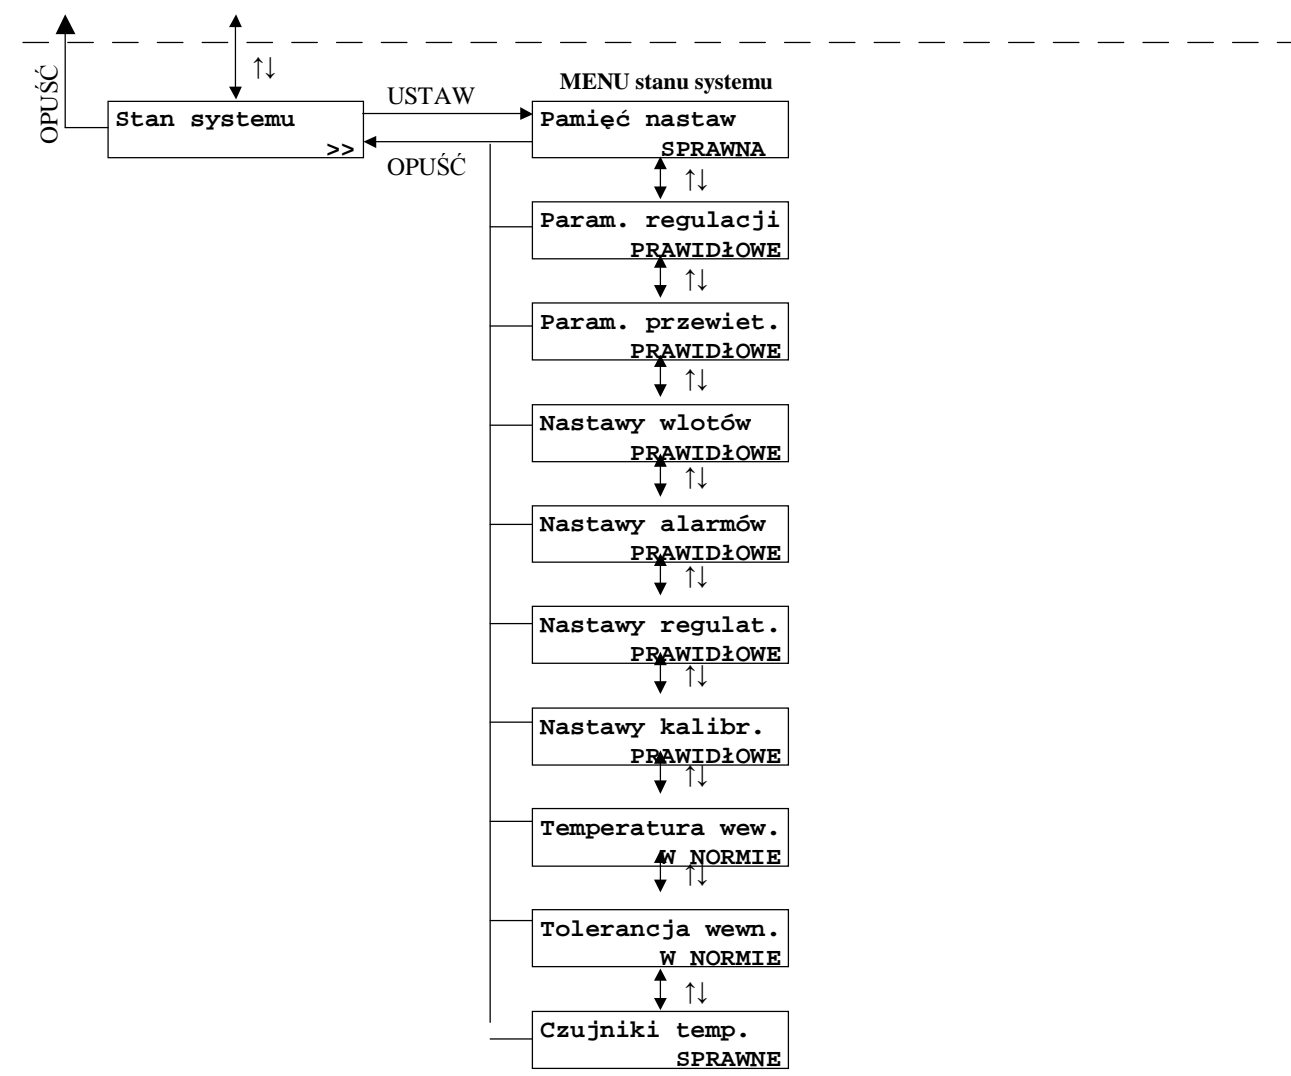 OPUŚĆ
↑↓
MENU stanu systemu
Stan systemu
>>
USTAW
OPUŚĆ
Pamięć nastaw
SPRAWNA
↑↓
Param. regulacji
PRAWIDłOWE
↑↓
Param. przewiet.
PRAWIDłOWE
↑↓
Nastawy wlotów
PRAWIDłOWE
↑↓
Nastawy alarmów
PRAWIDłOWE
↑↓
Nastawy regulat.
PRAWIDłOWE
↑↓
Nastawy kalibr.
PRAWIDłOWE
↑↓
Temperatura wew.
W NORMIE
↑↓
Tolerancja wewn.
W NORMIE
↑↓
Czujniki temp.
SPRAWNE